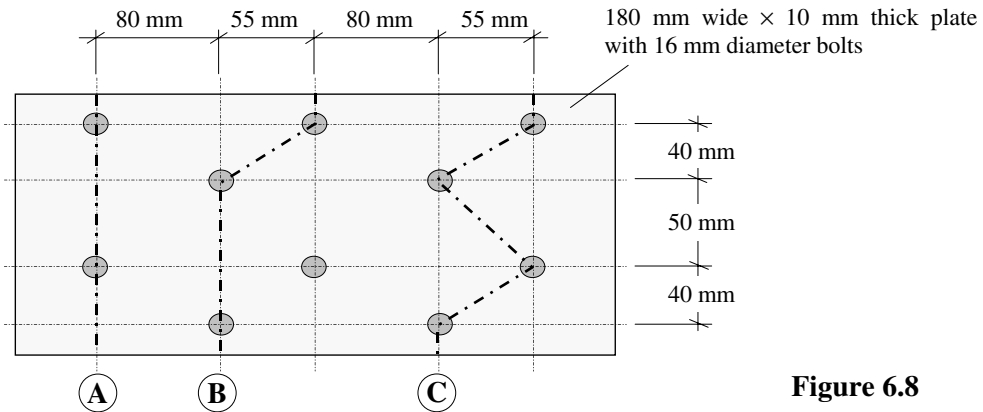 80 mm 55 mm 80 mm 55 mm
180 mm wide × 10 mm thick plate
with 16 mm diameter bolts
40 mm
50 mm
40 mm
A B C
Figure 6.8